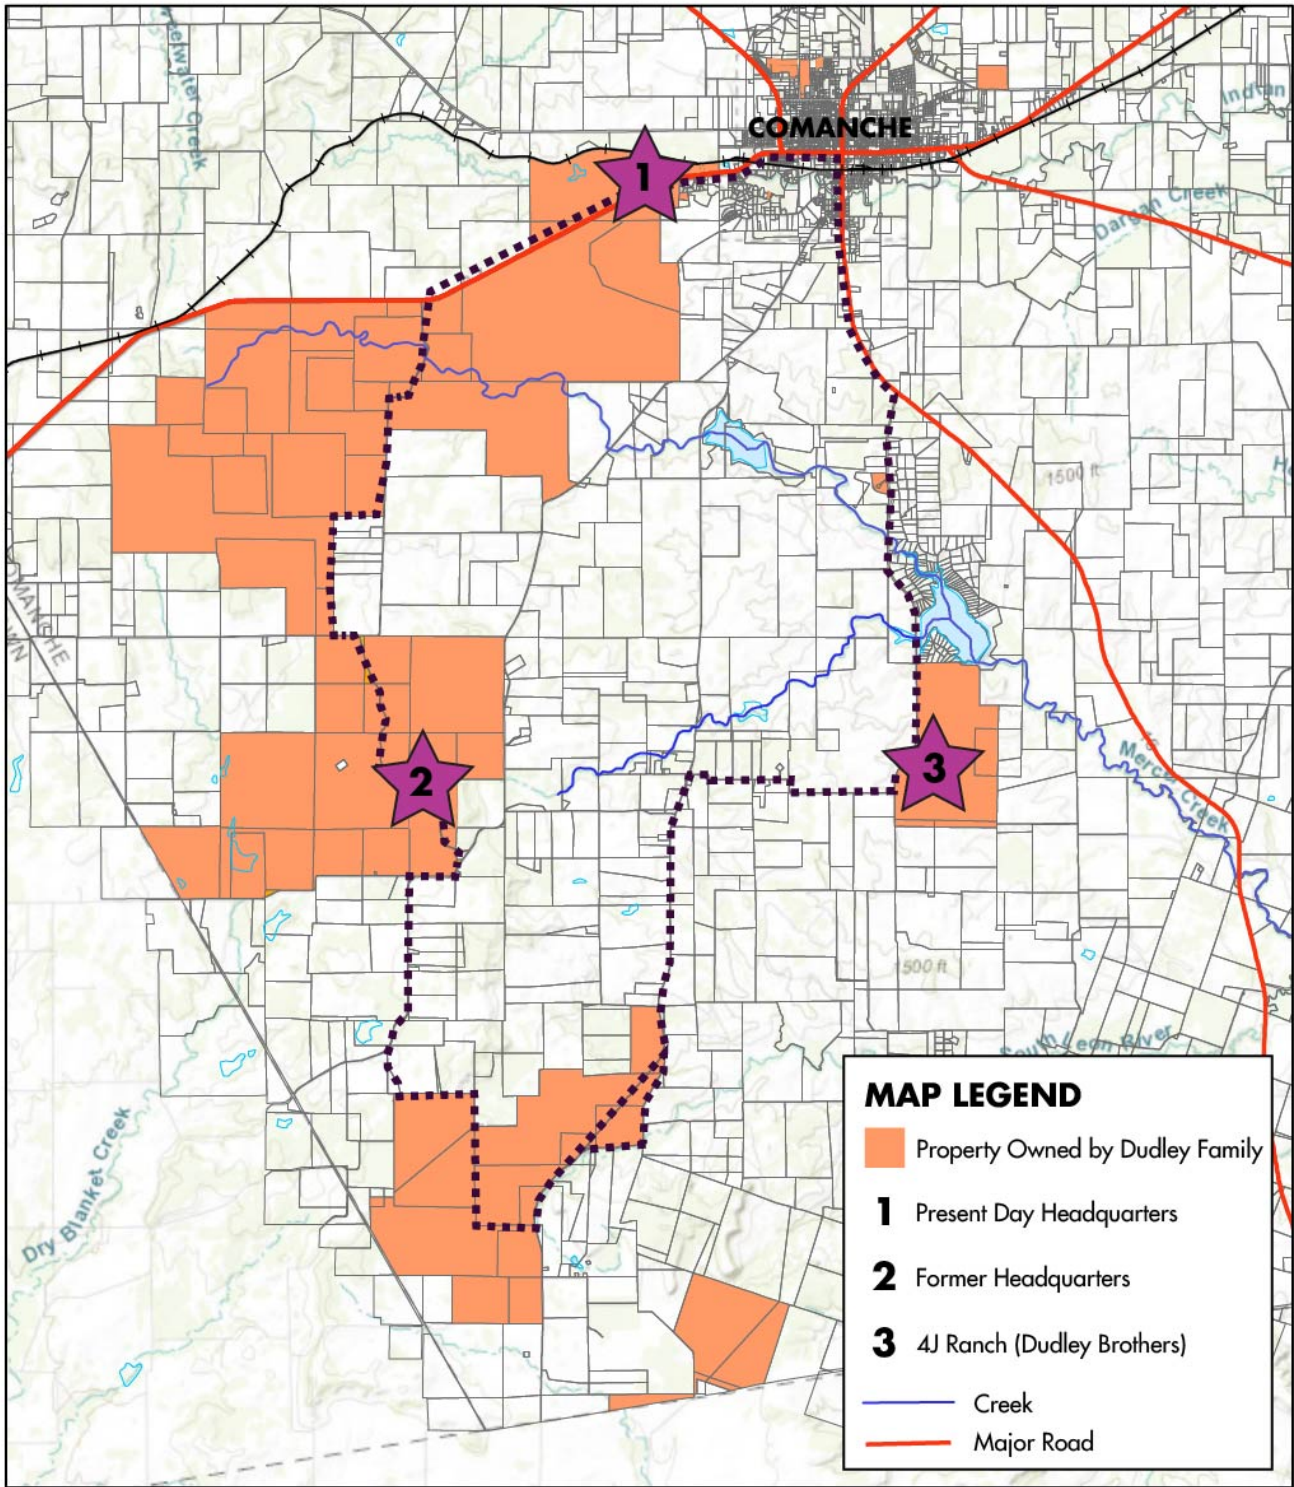 COMANCHE
Indian
1
Dargan Creek
1500 ft
2
3
Mercer Creek
1500 ft
South Leon River
Dry Blanket Creek
MAP LEGEND
Property Owned by Dudley Family
1 Present Day Headquarters
2 Former Headquarters
3 4J Ranch (Dudley Brothers)
Creek
Major Road